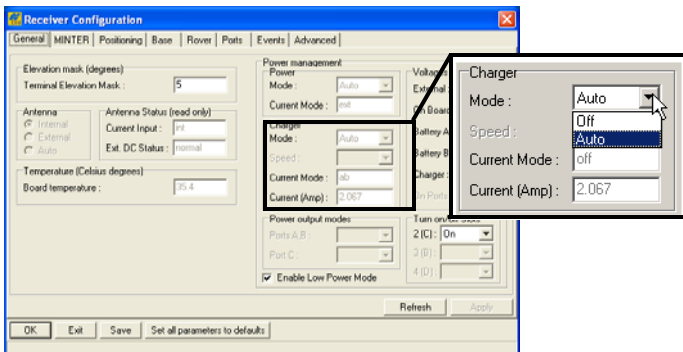 Receiver Configuration
General MINTER Positioning Base Rover Ports Events Advanced
Elevation mask (degrees)
Terminal Elevation Mask : 5
Antenna
Internal
External
Auto
Antenna Status (read only)
Current Input : int
Ext. DC Status : normal
Temperature (Celsius degrees)
Board temperature : 35.4
Power management
Power
Mode : Auto
Current Mode : ext
Charger
Mode : Auto
Speed :
Current Mode : ab
Current (Amp) : 2.067
Power output modes
Ports A,B :
Port C :
Enable Low Power Mode
Voltages
External :
On Board
Battery A
Battery B
Charger :
On Ports
2 (C) : On
3 (D) :
4 (D) :
Refresh Apply
OK Exit Save Set all parameters to defaults
Charger
Mode : Auto
Off
Auto
Speed :
Current Mode : off
Current (Amp) : 2.067